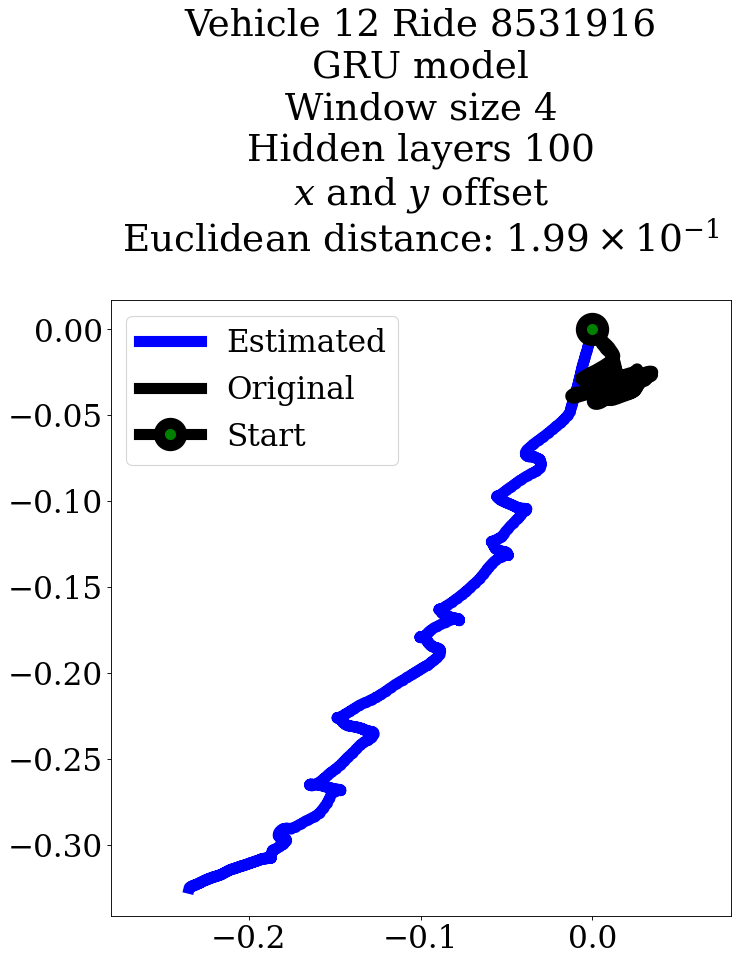 Vehicle 12 Ride 8531916
GRU model
Window size 4
Hidden layers 100
x and y offset
Euclidean distance: 1.99 × 10⁻¹
Estimated
Original
Start
0.00
−0.05
−0.10
−0.15
−0.20
−0.25
−0.30
−0.2
−0.1
0.0